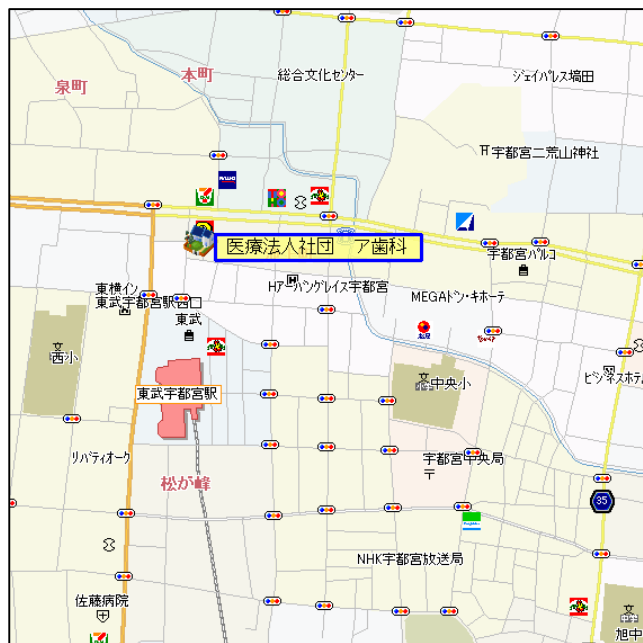 本町
総合文化センター
ジェイパレス塙田
泉町
宇都宮二荒山神社
医療法人社団　ア歯科
宇都宮パルコ
東横イン
東武宇都宮駅西口
Hアーバングレイス宇都宮
MEGAドン・キホーテ
東武
西小
中央小
ビジネスホテ
東武宇都宮駅
リバティオーク
宇都宮中央局
松が峰
35
NHK宇都宮放送局
佐藤病院
旭中